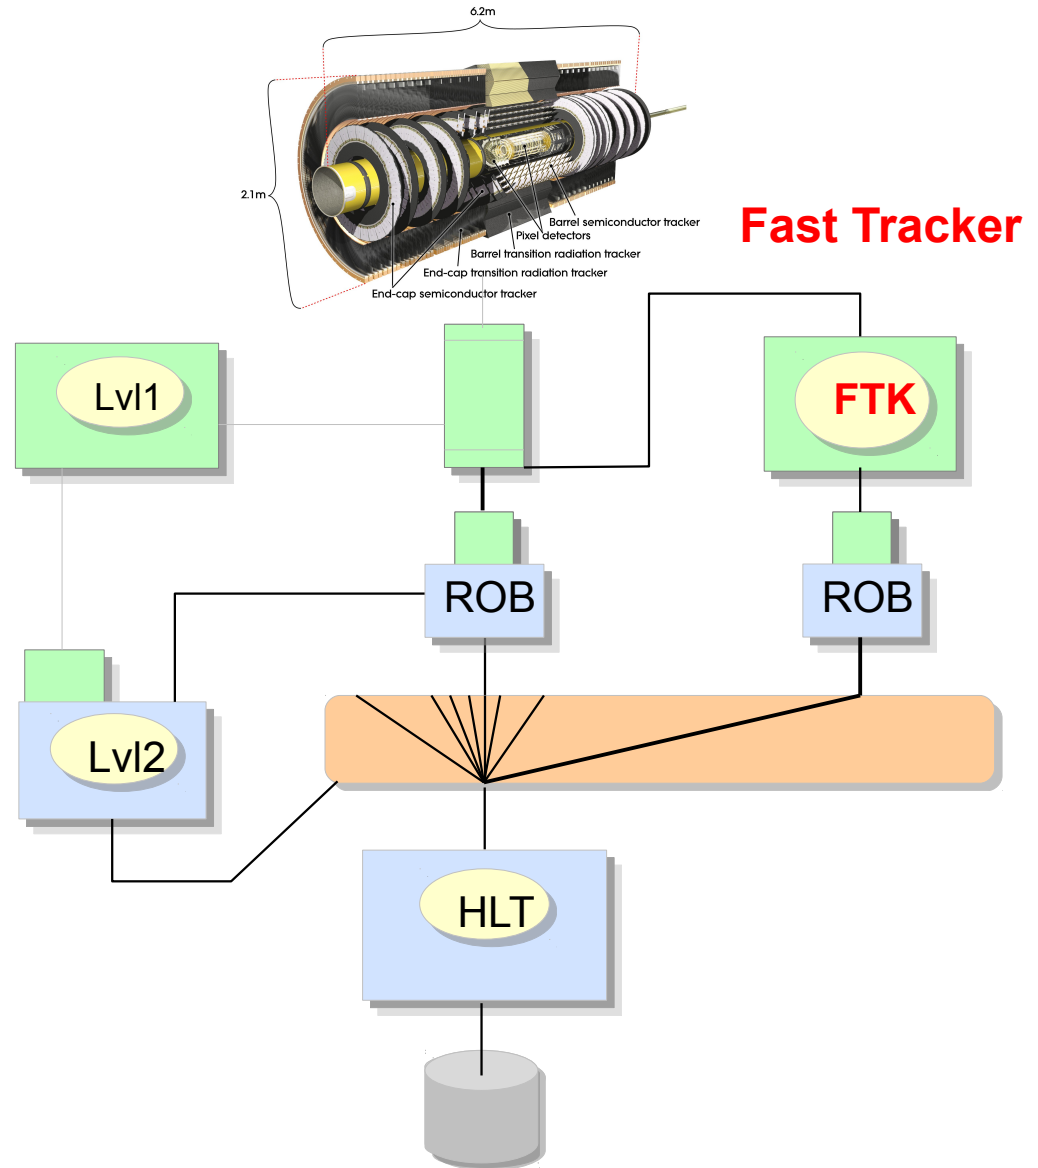 6.2m
2.1m
Barrel semiconductor tracker
Pixel detectors
Barrel transition radiation tracker
End-cap transition radiation tracker
End-cap semiconductor tracker
Fast Tracker
Lvl1
FTK
ROB
ROB
Lvl2
HLT